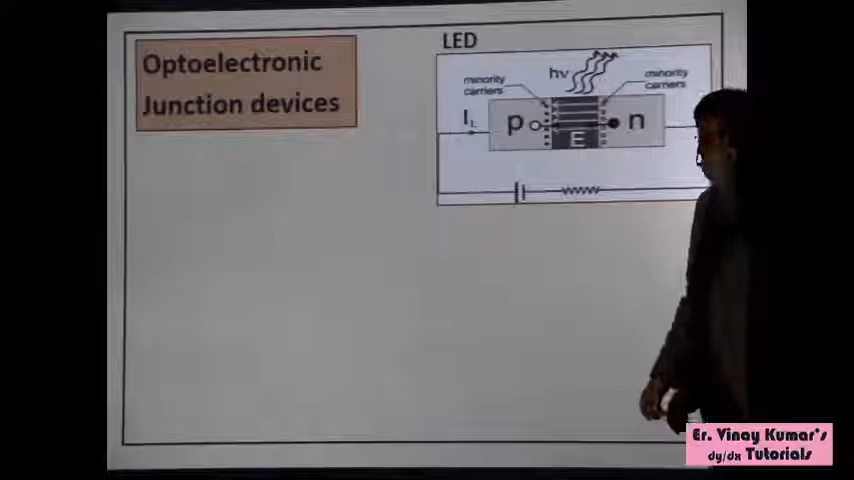 Optoelectronic
Junction devices
LED
minority
carriers
hν
minority
carriers
I
p
E
n
Er. Vinay Kumar's
dy/dx Tutorials